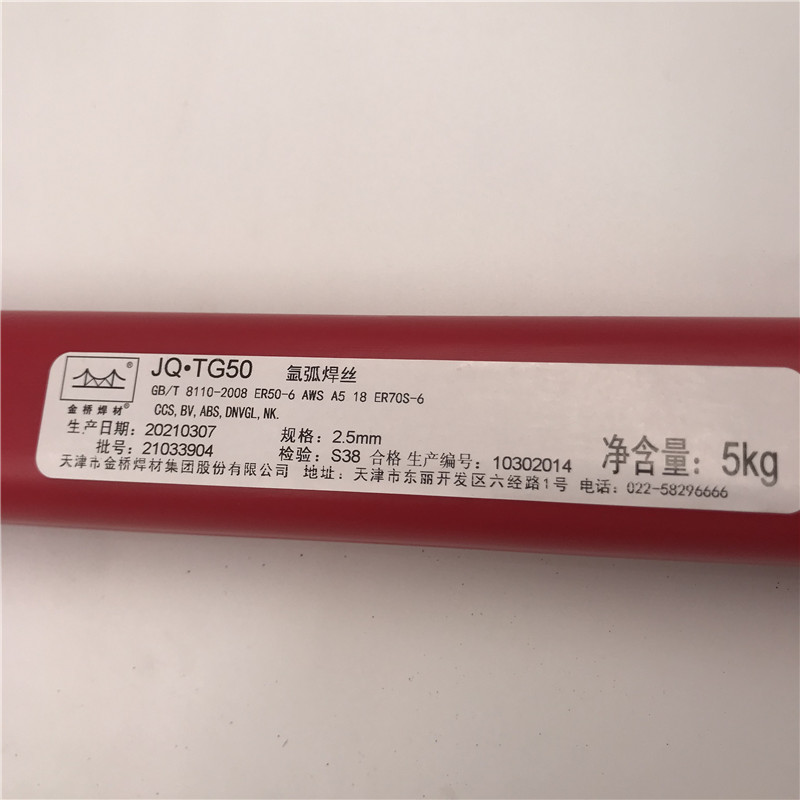 JQ•TG50 氩弧焊丝
GB/T 8110-2008 ER50-6 AWS A5 18 ER70S-6
CCS,BV,ABS,DNVGL,NK.
®
金桥焊材®
生产日期: 20210307 规格: 2.5mm
批号: 21033904 检验: S38 合格 生产编号: 10302014
净含量: 5kg
天津市金桥焊材集团股份有限公司 地址: 天津市东丽开发区六经路1号 电话: 022-58296666